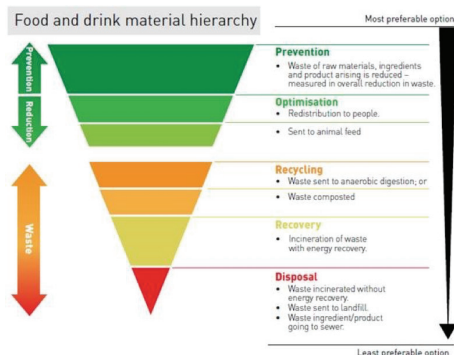 Food and drink material hierarchy
Most preferable option
Prevention
Reduction
Waste
Prevention
• Waste of raw materials, ingredients
and product arising is reduced –
measured in overall reduction in waste.
Optimisation
• Redistribution to people.
• Sent to animal feed
Recycling
• Waste sent to anaerobic digestion; or
• Waste composted
Recovery
• Incineration of waste
with energy recovery.
Disposal
• Waste incinerated without
energy recovery.
• Waste sent to landfill.
• Waste ingredient/product
going to sewer.
Least preferable option